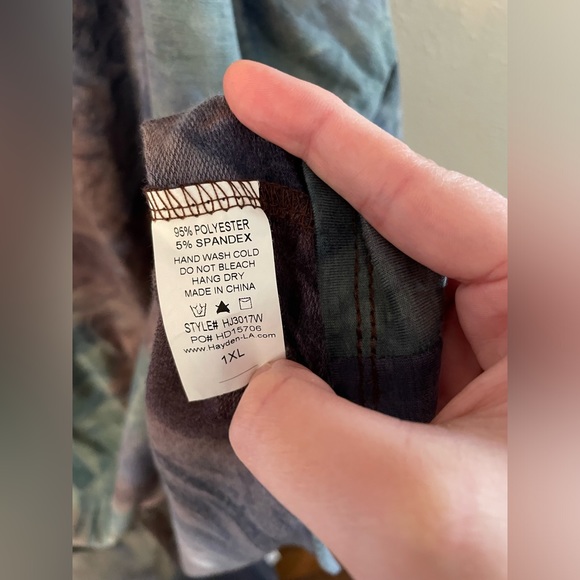 95% POLYESTER
5% SPANDEX
HAND WASH COLD
DO NOT BLEACH
HANG DRY
MADE IN CHINA
STYLE# HJ3017W
PO# HD15706
www.Hayden-LA.com
1XL